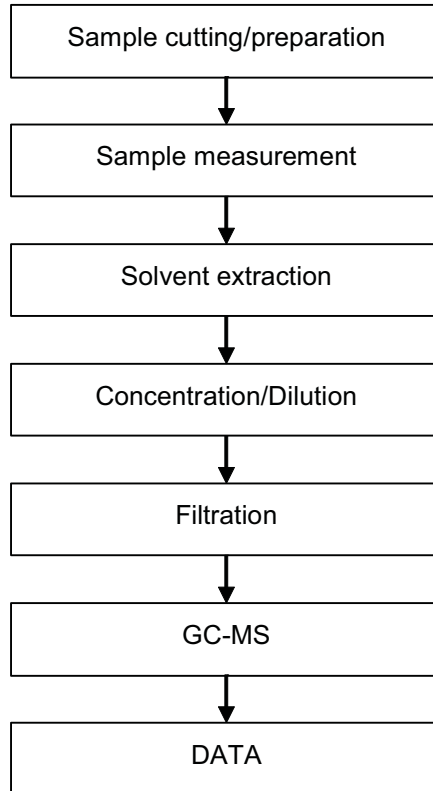 Sample cutting/preparation
Sample measurement
Solvent extraction
Concentration/Dilution
Filtration
GC-MS
DATA